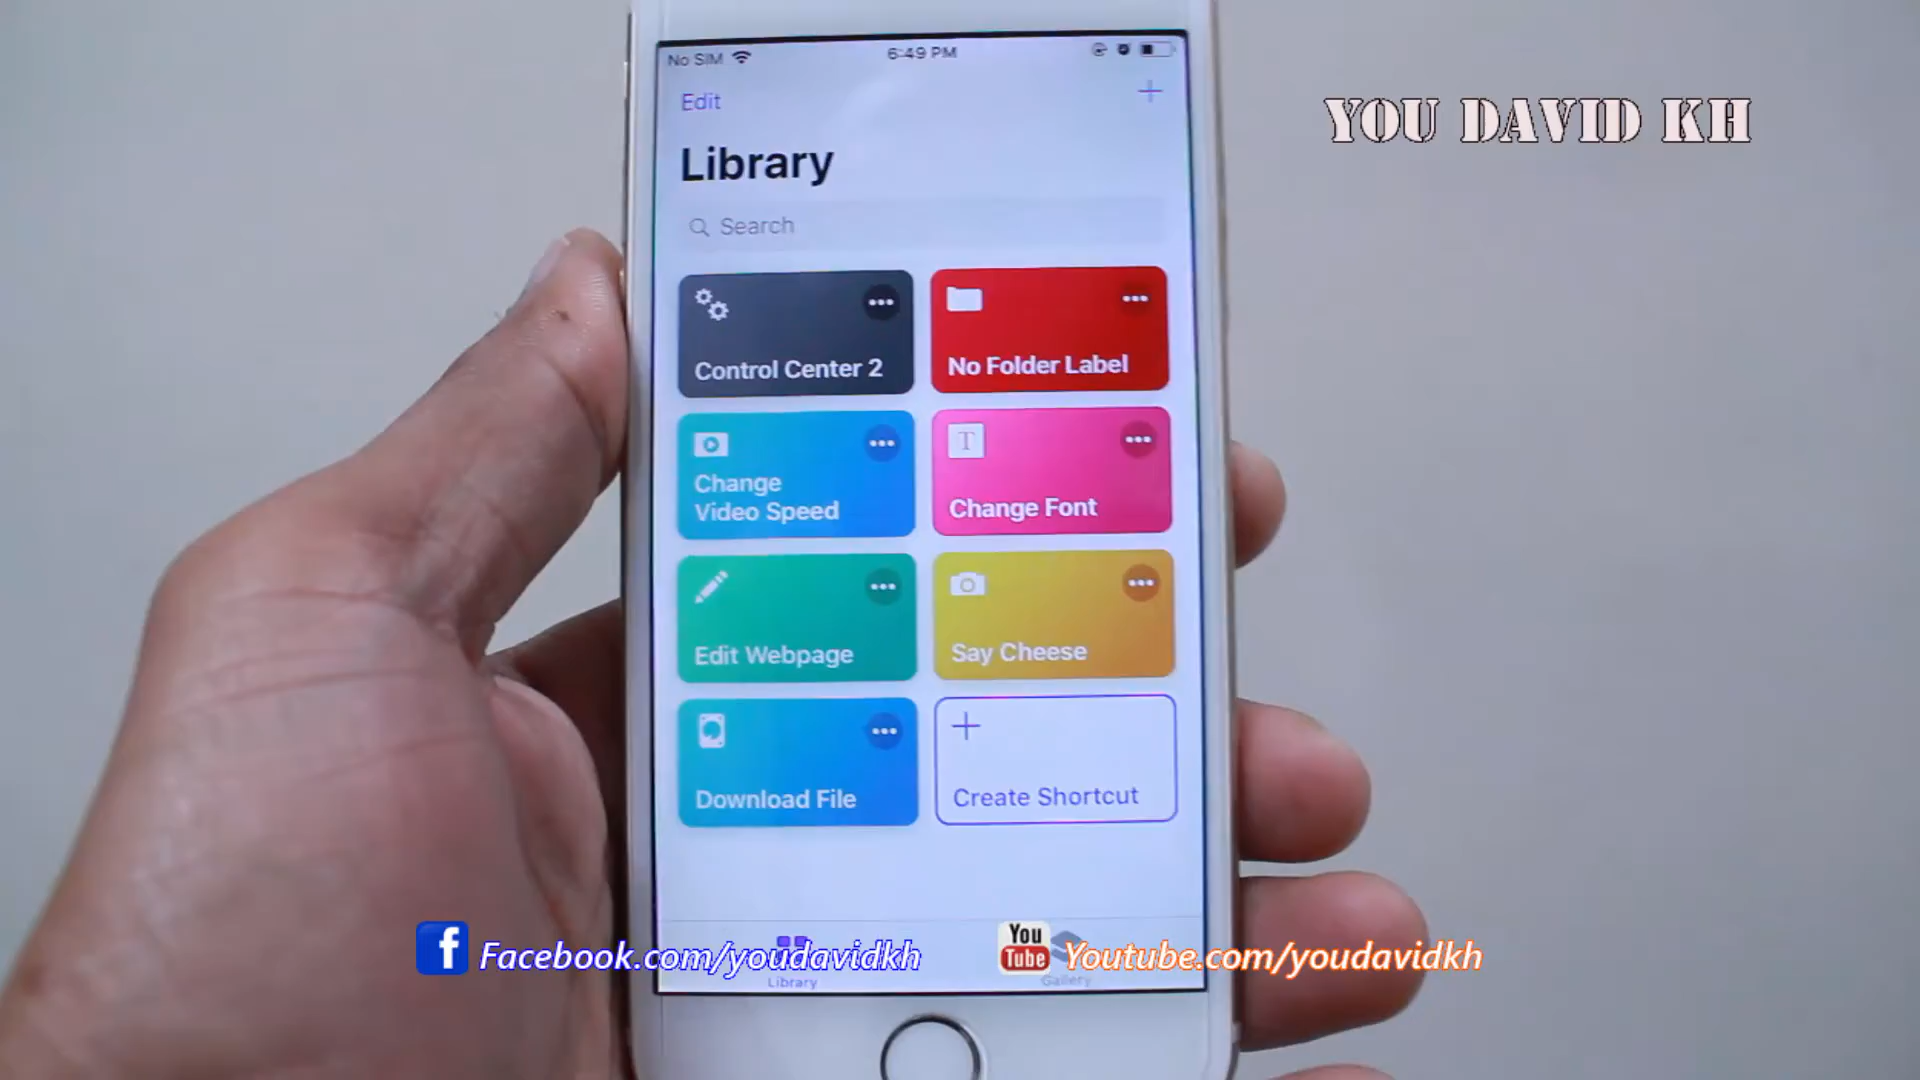 No SIM
6:49 PM
Edit
YOU DAVID KH
Library
Search
Control Center 2
No Folder Label
T
Change
Video Speed
Change Font
Edit Webpage
Say Cheese
Download File
Create Shortcut
f
Facebook.com/youdavidkh
You
Tube
Youtube.com/youdavidkh
Library
Gallery